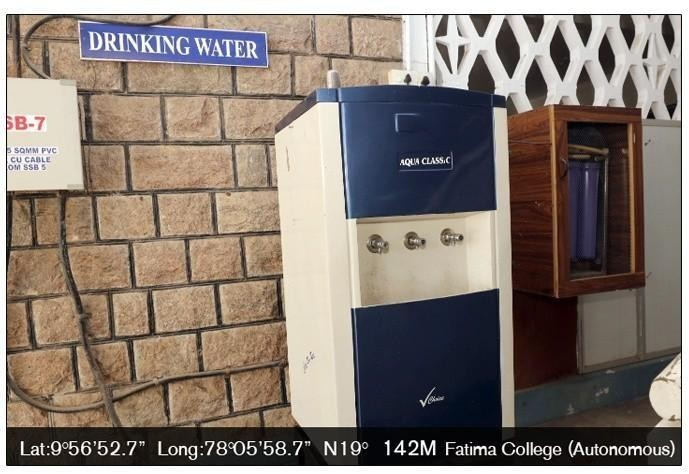 DRINKING WATER
SB-7
5 SQMM PVC
CU CABLE
OM SSB 5
AQUA CLASSIC
Choice
Lat:9°56'52.7" Long:78°05'58.7" N19° 142M Fatima College (Autonomous)